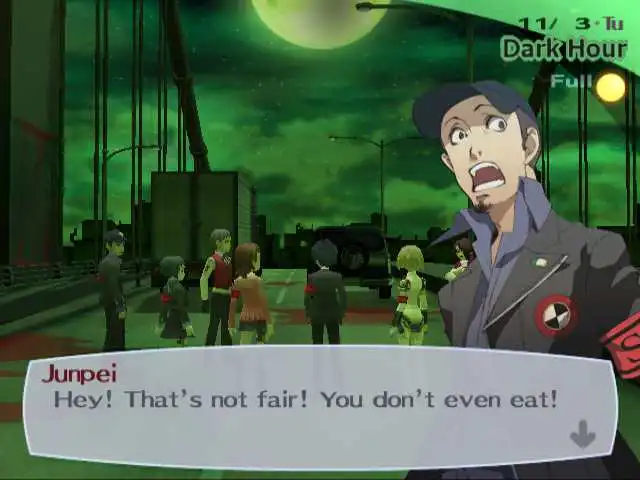 11/ 3·Tu
Dark Hour
Full
Junpei
Hey! That's not fair! You don't even eat!